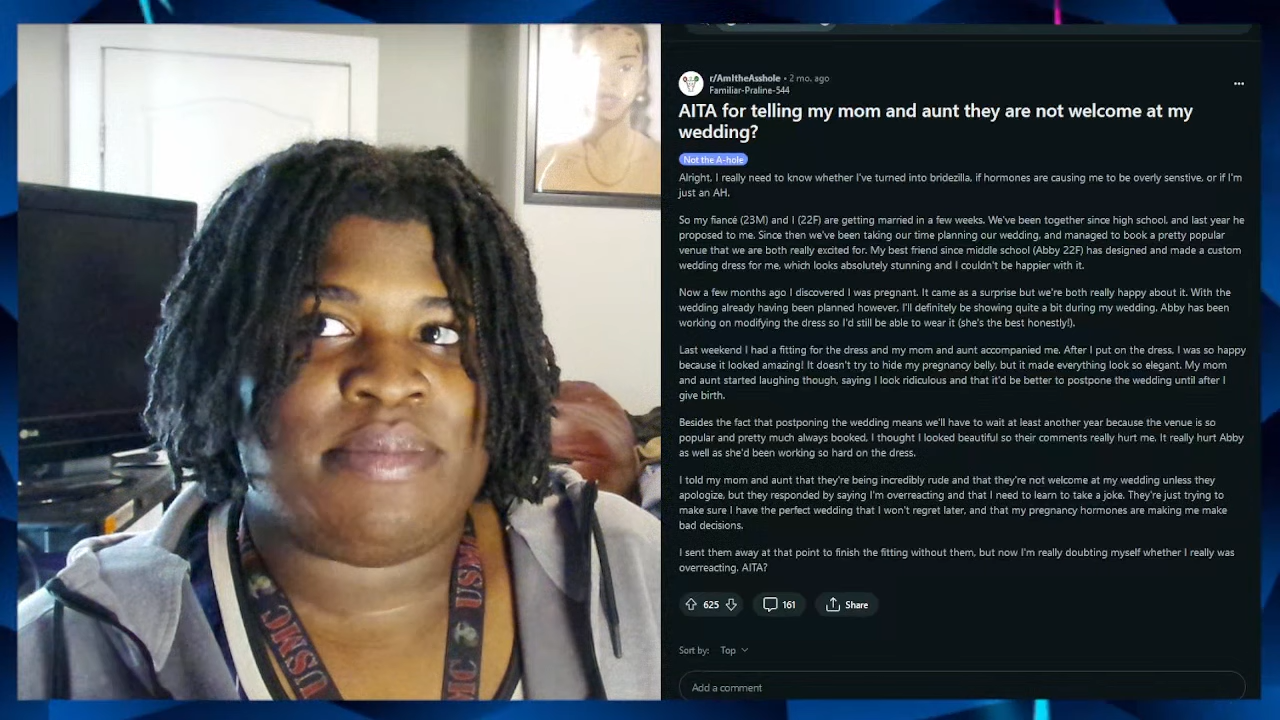 r/AmItheAsshole • 2 mo. ago
Familiar-Praline-544
AITA for telling my mom and aunt they are not welcome at my
wedding?
Not the A-hole
Alright, I really need to know whether I've turned into bridezilla, if hormones are causing me to be overly senstive, or if I'm
just an AH.
So my fiancé (23M) and I (22F) are getting married in a few weeks. We've been together since high school, and last year he
proposed to me. Since then we've been taking our time planning our wedding, and managed to book a pretty popular
venue that we are both really excited for. My best friend since middle school (Abby 22F) has designed and made a custom
wedding dress for me, which looks absolutely stunning and I couldn't be happier with it.
Now a few months ago I discovered I was pregnant. It came as a surprise but we're both really happy about it. With the
wedding already having been planned however, I'll definitely be showing quite a bit during my wedding. Abby has been
working on modifying the dress so I'd still be able to wear it (she's the best honestly!).
Last weekend I had a fitting for the dress and my mom and aunt accompanied me. After I put on the dress, I was so happy
because it looked amazing! It doesn't try to hide my pregnancy belly, but it made everything look so elegant. My mom
and aunt started laughing though, saying I look ridiculous and that it'd be better to postpone the wedding until after I
give birth.
Besides the fact that postponing the wedding means we'll have to wait at least another year because the venue is so
popular and pretty much always booked, I thought I looked beautiful so their comments really hurt me. It really hurt Abby
as well as she'd been working so hard on the dress.
I told my mom and aunt that they're being incredibly rude and that they're not welcome at my wedding unless they
apologize, but they responded by saying I'm overreacting and that I need to learn to take a joke. They're just trying to
make sure I have the perfect wedding that I won't regret later, and that my pregnancy hormones are making me make
bad decisions.
I sent them away at that point to finish the fitting without them, but now I'm really doubting myself whether I really was
overreacting. AITA?
625
161
Share
Sort by: Top
Add a comment
USMC
USMC